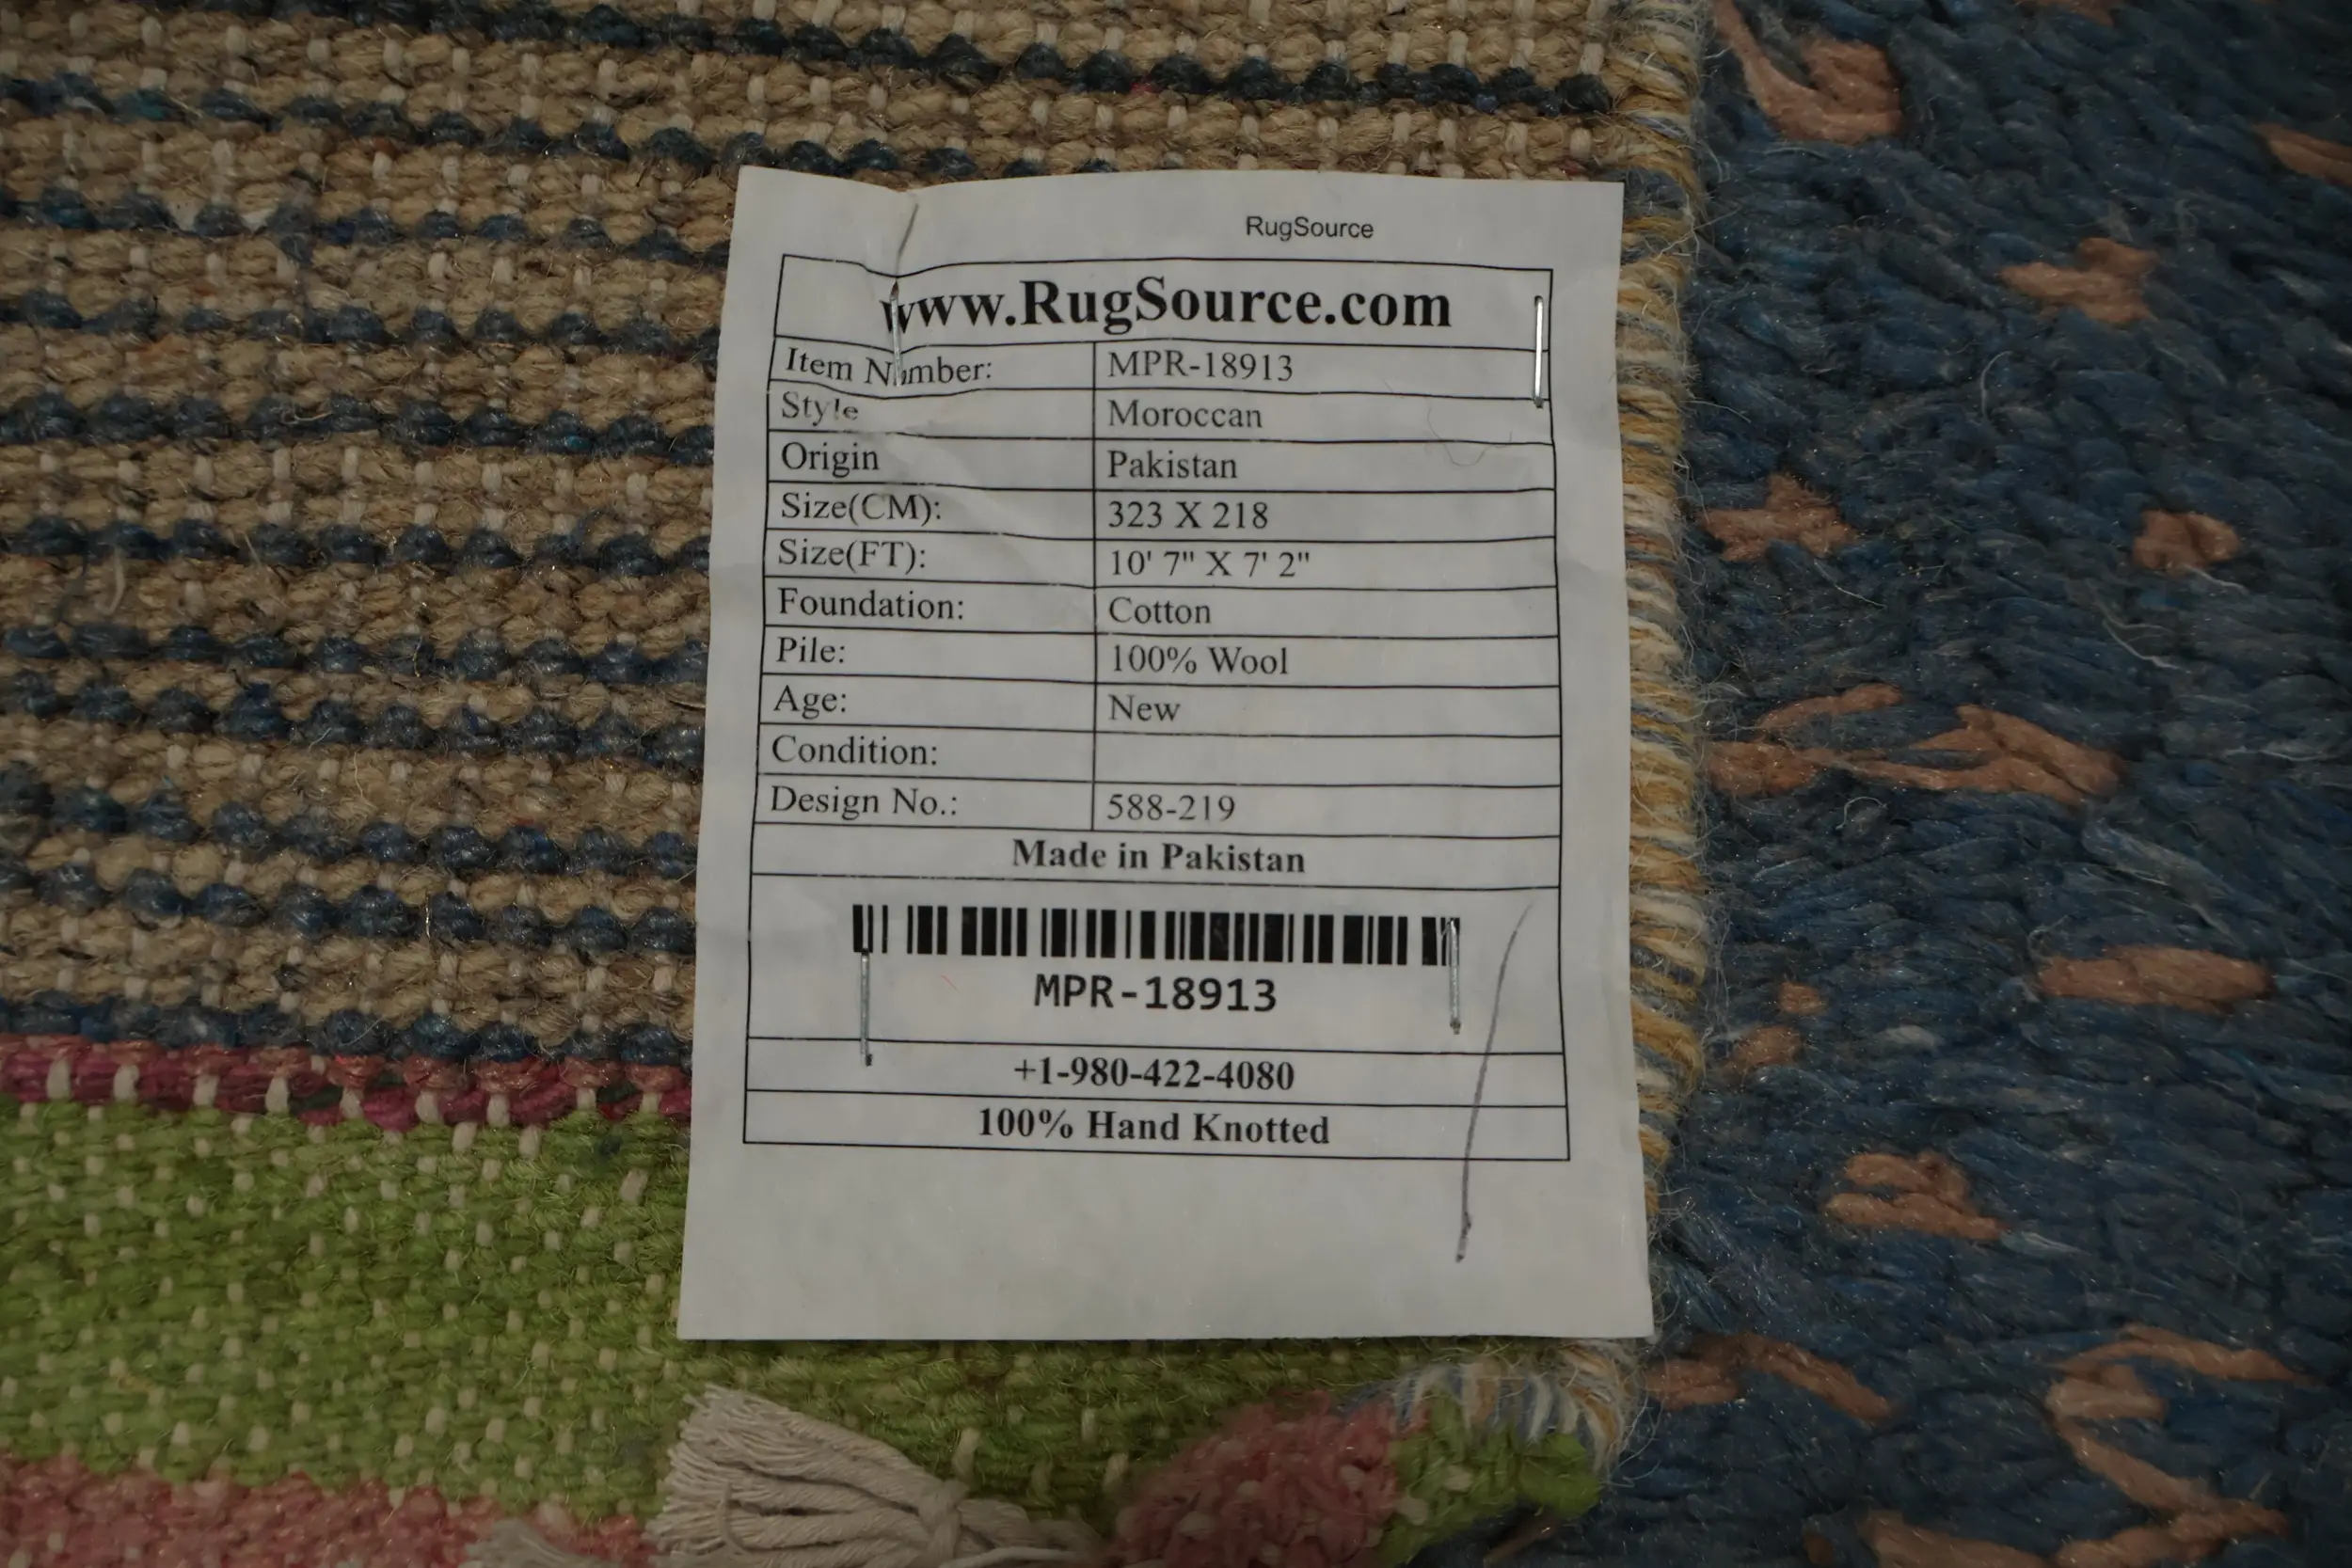 RugSource
www.RugSource.com
Item Number: MPR-18913
Style Moroccan
Origin Pakistan
Size(CM): 323 X 218
Size(FT): 10' 7" X 7' 2"
Foundation: Cotton
Pile: 100% Wool
Age: New
Condition:
Design No.: 588-219
Made in Pakistan
MPR-18913
+1-980-422-4080
100% Hand Knotted